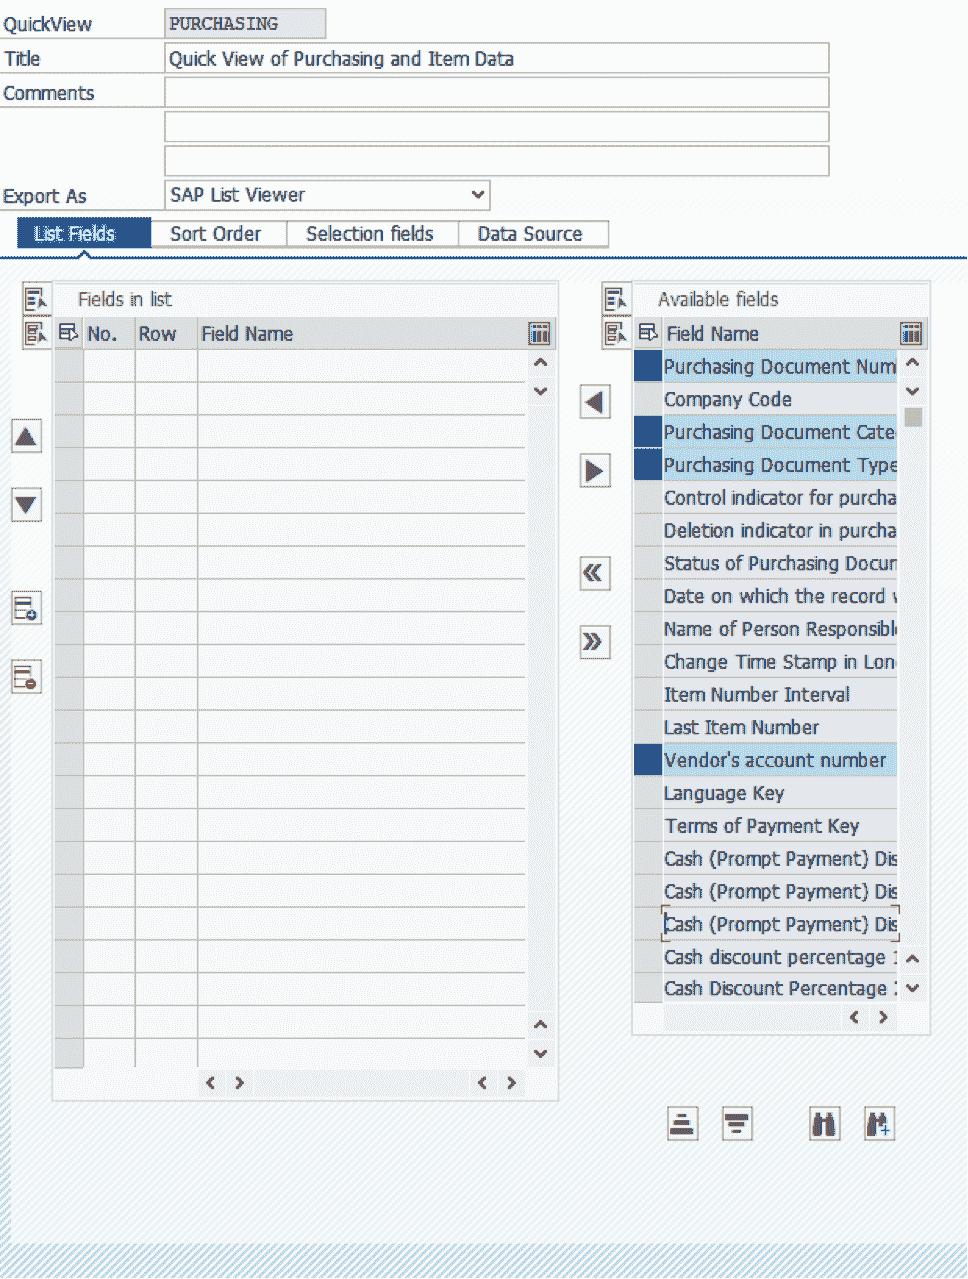 QuickView PURCHASING
Title Quick View of Purchasing and Item Data
Comments
Export As SAP List Viewer
List Fields Sort Order Selection fields Data Source
Fields in list
No. Row Field Name
Available fields
Field Name
Purchasing Document Num
Company Code
Purchasing Document Cate
Purchasing Document Type
Control indicator for purcha
Deletion indicator in purcha
Status of Purchasing Docum
Date on which the record w
Name of Person Responsible
Change Time Stamp in Lon
Item Number Interval
Last Item Number
Vendor's account number
Language Key
Terms of Payment Key
Cash (Prompt Payment) Dis
Cash (Prompt Payment) Dis
Cash (Prompt Payment) Dis
Cash discount percentage 1
Cash Discount Percentage 2